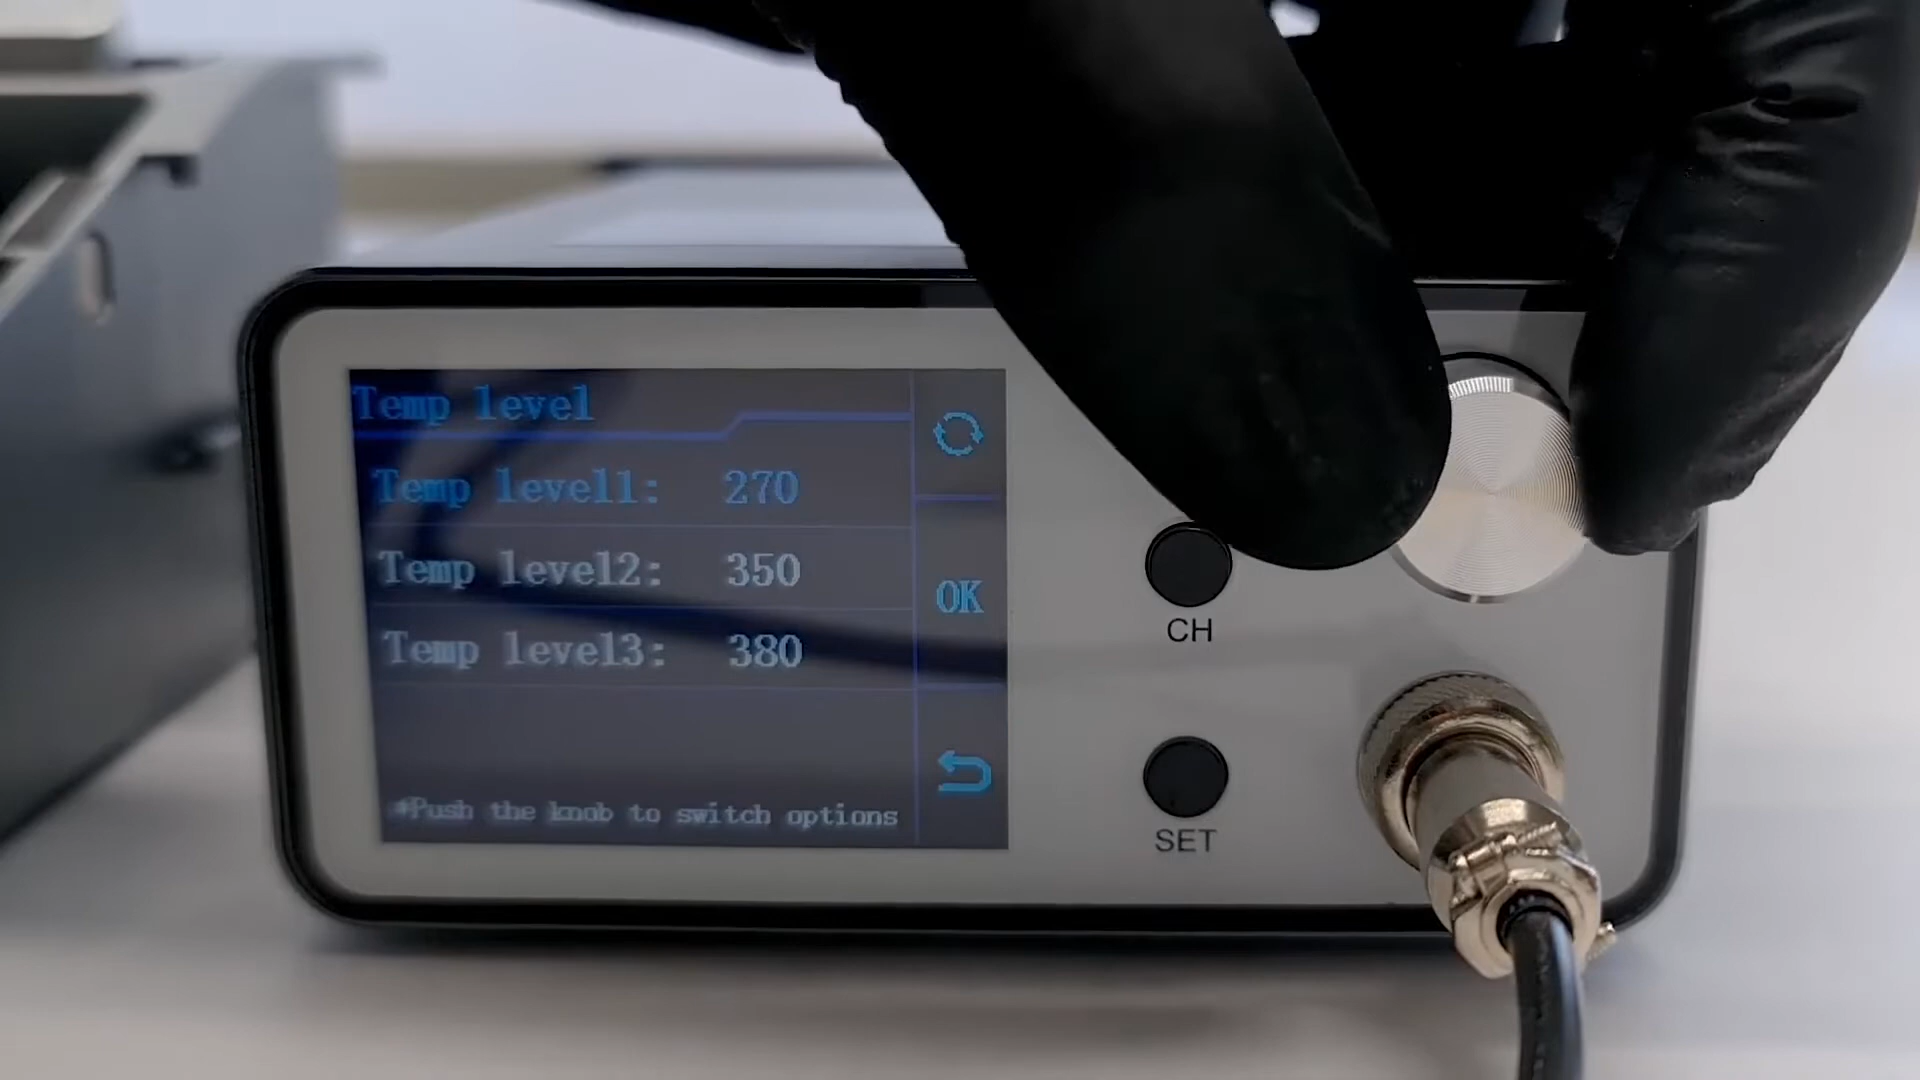 Temp level
Temp level1: 270
Temp level2: 350
OK
Temp level3: 380
*Push the knob to switch options
CH
SET